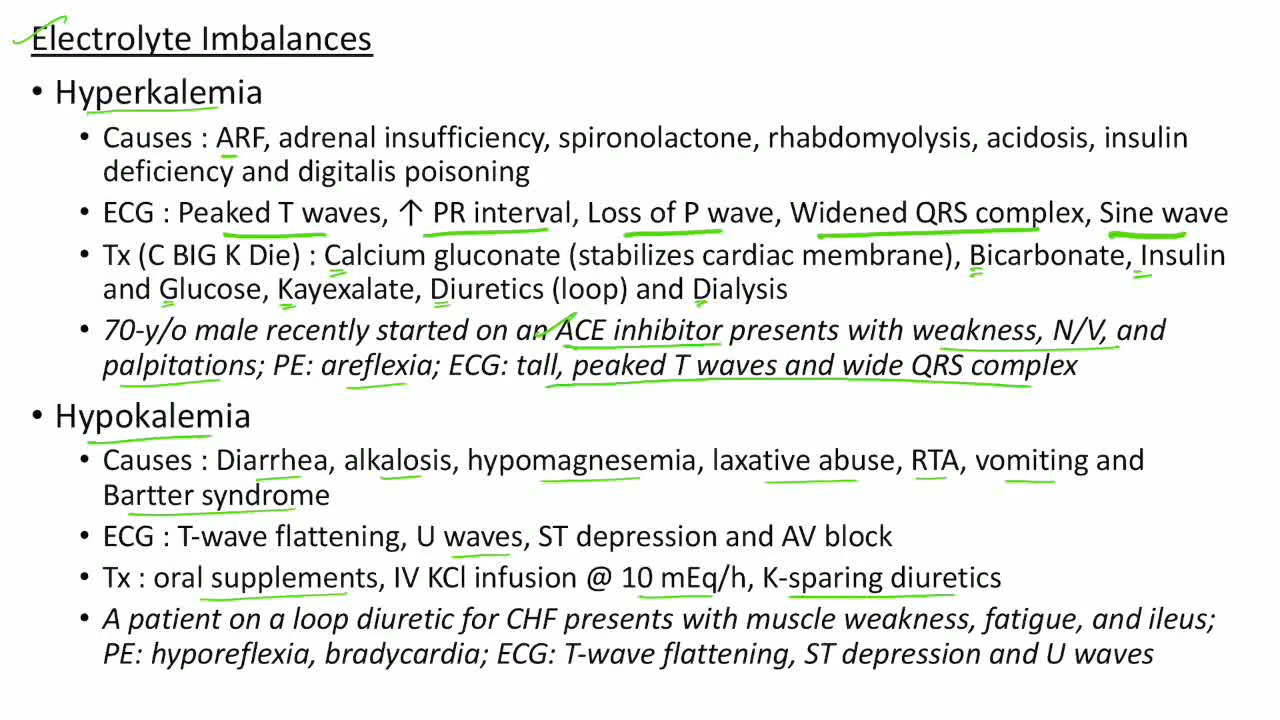 Electrolyte Imbalances
• Hyperkalemia
• Causes : ARF, adrenal insufficiency, spironolactone, rhabdomyolysis, acidosis, insulin
deficiency and digitalis poisoning
• ECG : Peaked T waves, ↑ PR interval, Loss of P wave, Widened QRS complex, Sine wave
• Tx (C BIG K Die) : Calcium gluconate (stabilizes cardiac membrane), Bicarbonate, Insulin
and Glucose, Kayexalate, Diuretics (loop) and Dialysis
• 70-y/o male recently started on an ACE inhibitor presents with weakness, N/V, and
palpitations; PE: areflexia; ECG: tall, peaked T waves and wide QRS complex
• Hypokalemia
• Causes : Diarrhea, alkalosis, hypomagnesemia, laxative abuse, RTA, vomiting and
Bartter syndrome
• ECG : T-wave flattening, U waves, ST depression and AV block
• Tx : oral supplements, IV KCl infusion @ 10 mEq/h, K-sparing diuretics
• A patient on a loop diuretic for CHF presents with muscle weakness, fatigue, and ileus;
PE: hyporeflexia, bradycardia; ECG: T-wave flattening, ST depression and U waves